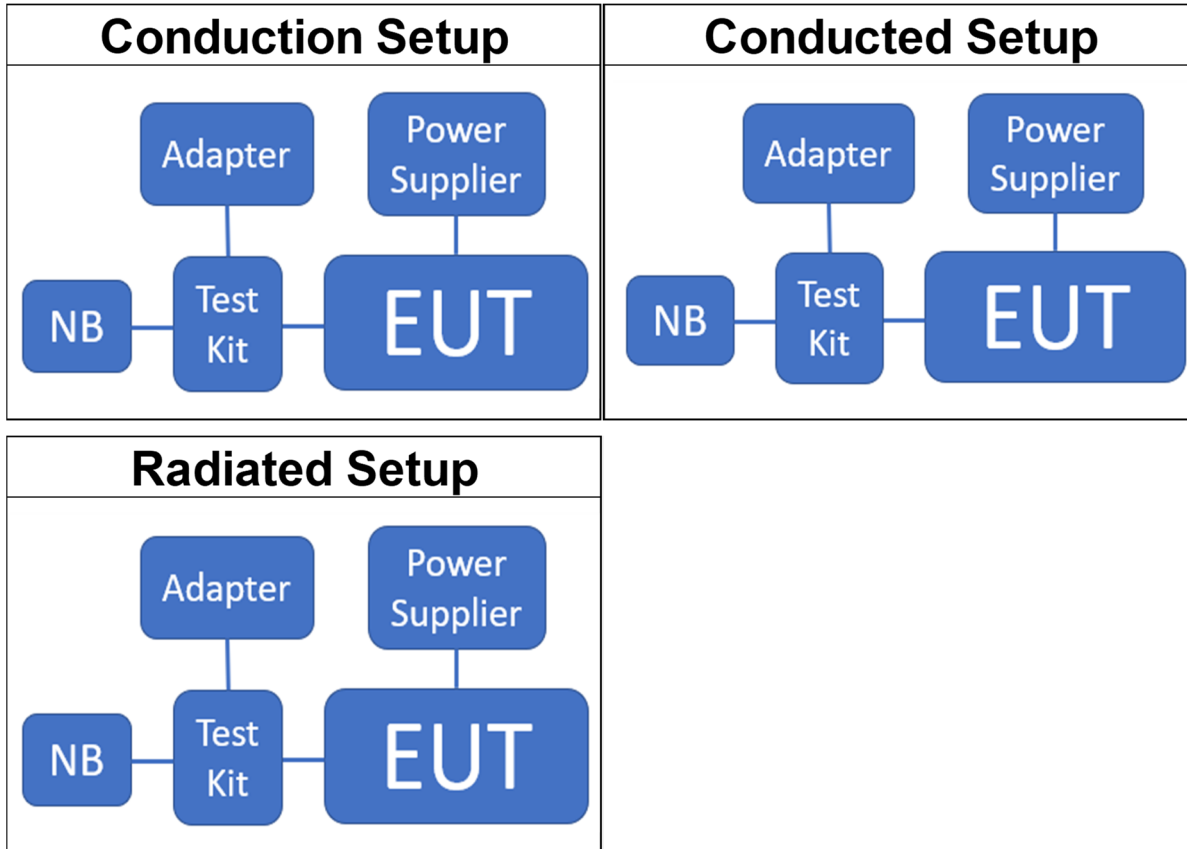 Conduction Setup
Adapter
Power
Supplier
NB
Test
Kit
EUT
Conducted Setup
Adapter
Power
Supplier
NB
Test
Kit
EUT
Radiated Setup
Adapter
Power
Supplier
NB
Test
Kit
EUT